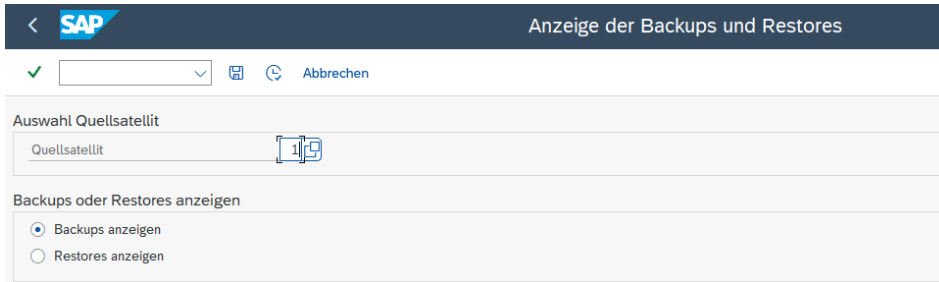 SAP Anzeige der Backups und Restores
Abbrechen
Auswahl Quellsatellit
Quellsatellit 1
Backups oder Restores anzeigen
Backups anzeigen
Restores anzeigen